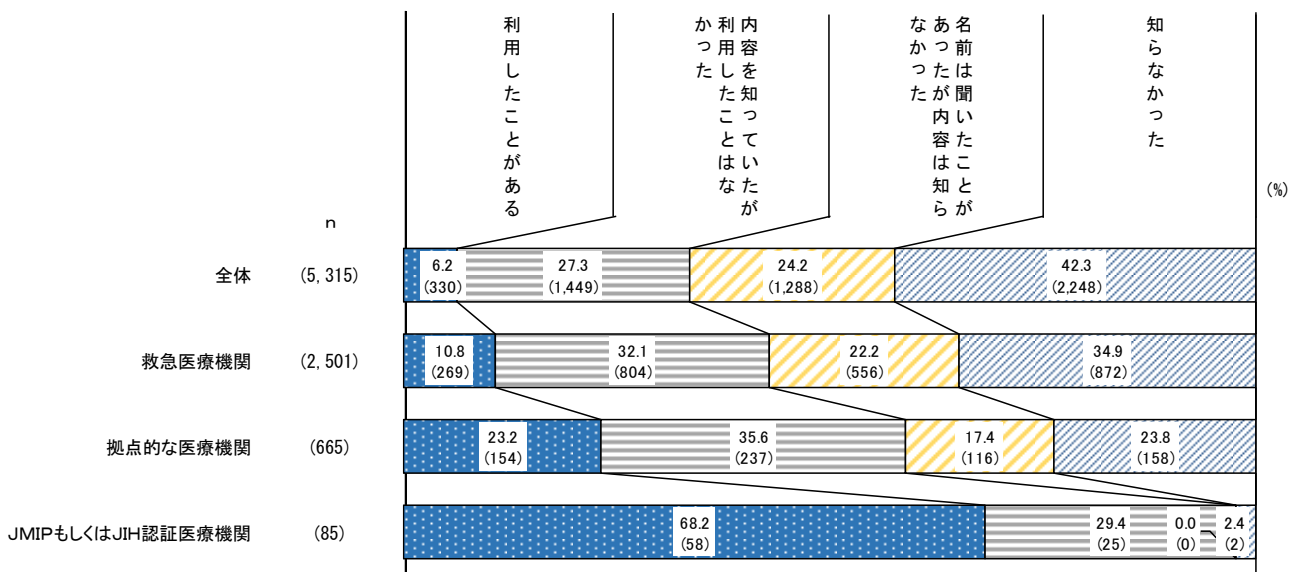 利用したことがある
内容を知っていたが
利用したことはな
かった
名前は聞いたことが
あったが内容は知ら
なかった
知らなかった
(%)
n
全体 (5,315) 6.2 (330) 27.3 (1,449) 24.2 (1,288) 42.3 (2,248)
救急医療機関 (2,501) 10.8 (269) 32.1 (804) 22.2 (556) 34.9 (872)
拠点的な医療機関 (665) 23.2 (154) 35.6 (237) 17.4 (116) 23.8 (158)
JMIPもしくはJIH認証医療機関 (85) 68.2 (58) 29.4 (25) 0.0 (0) 2.4 (2)